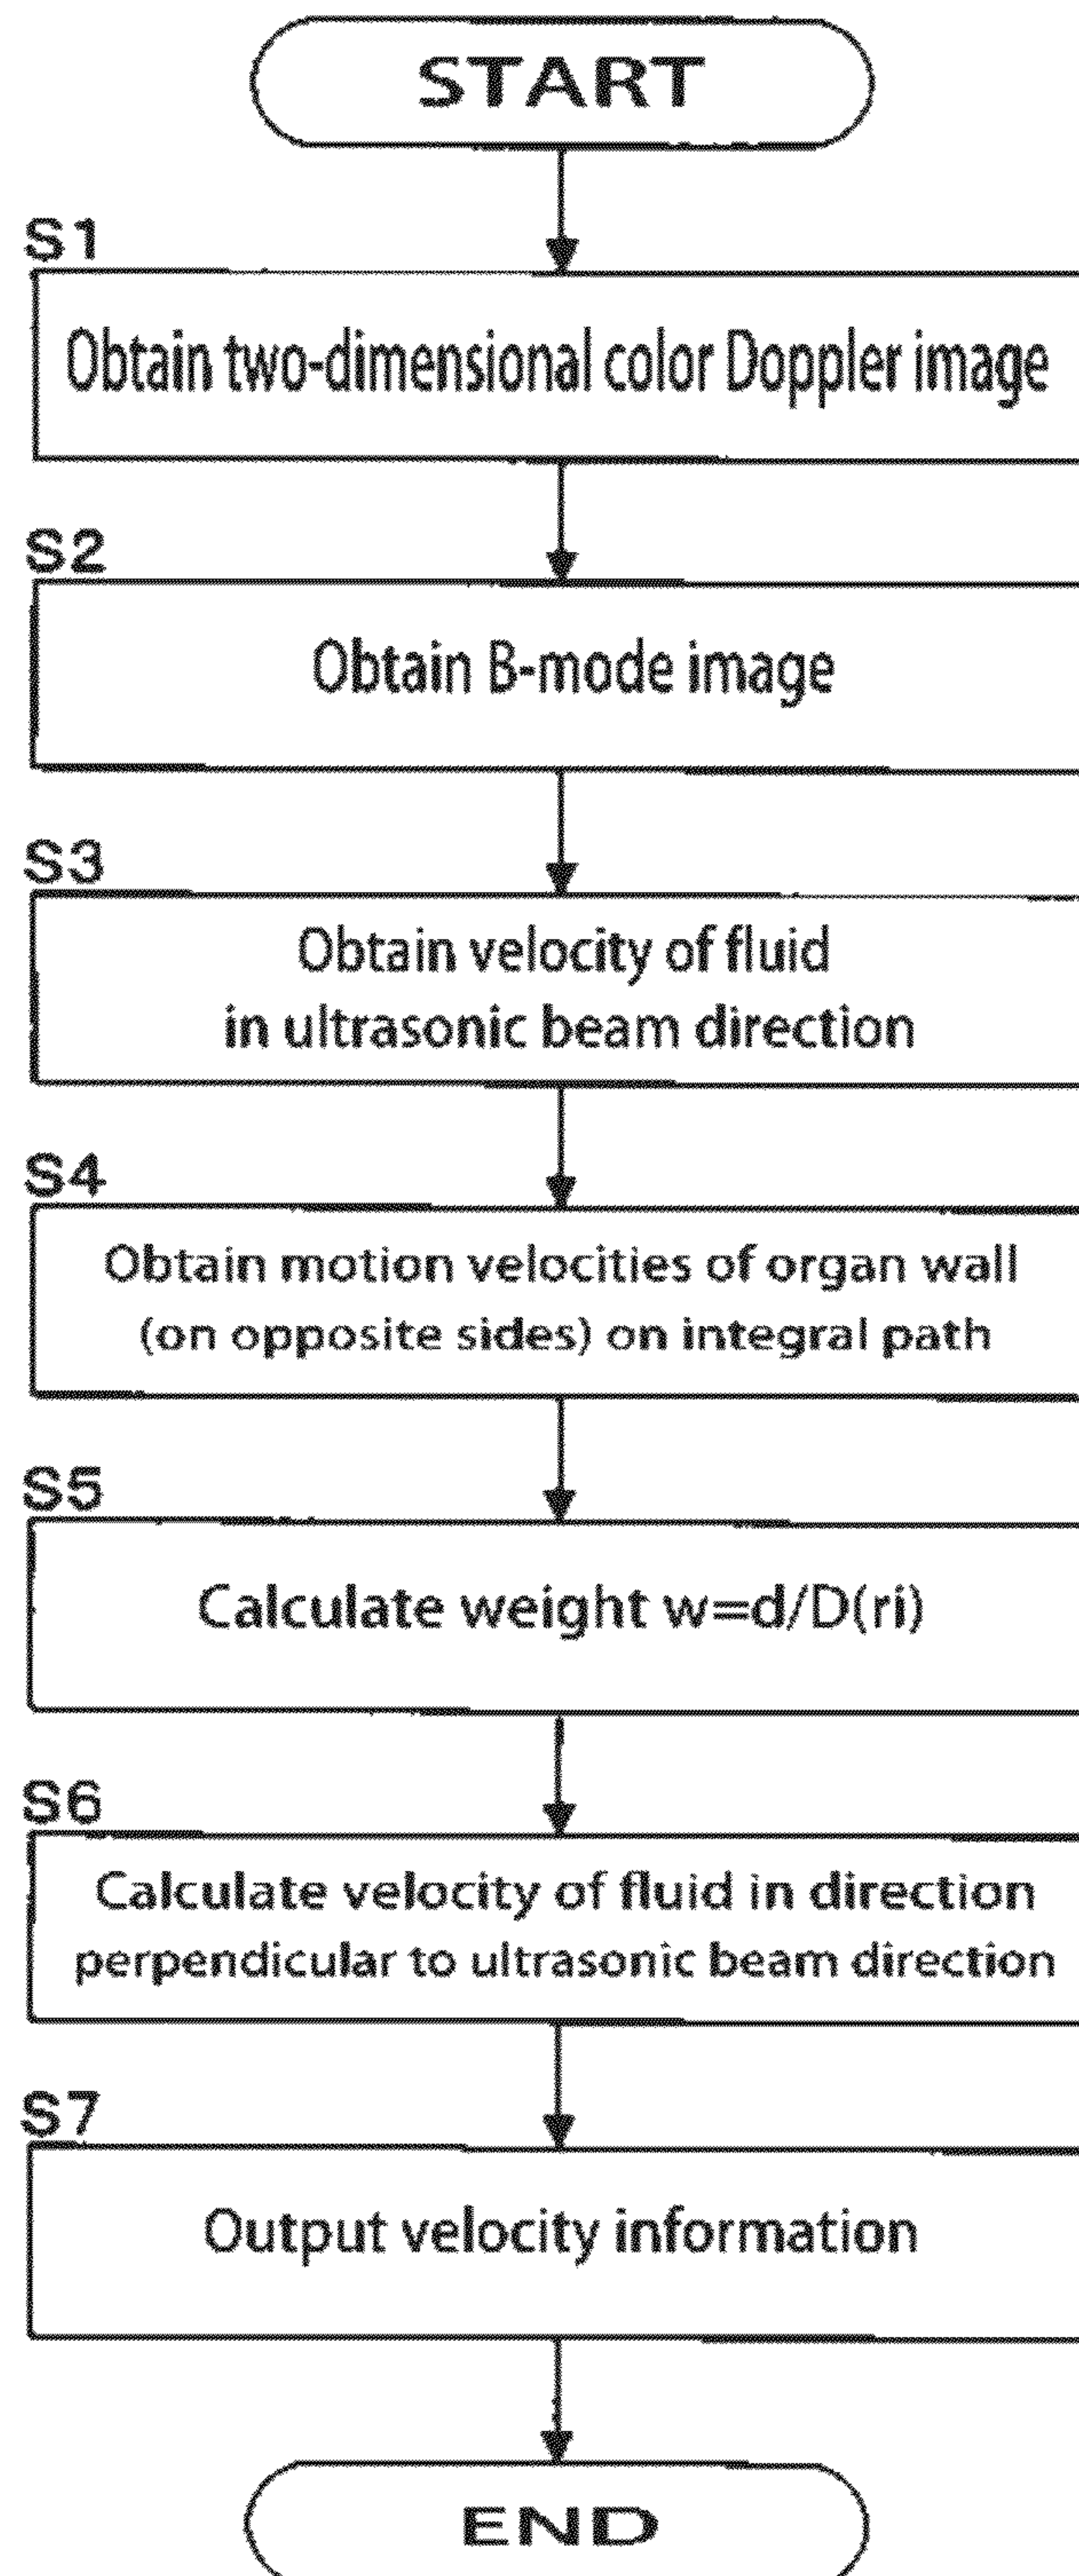 START
S1
Obtain two-dimensional color Doppler image
S2
Obtain B-mode image
S3
Obtain velocity of fluid
in ultrasonic beam direction
S4
Obtain motion velocities of organ wall
(on opposite sides) on integral path
S5
Calculate weight w=d/D(ri)
S6
Calculate velocity of fluid in direction
perpendicular to ultrasonic beam direction
S7
Output velocity information
END